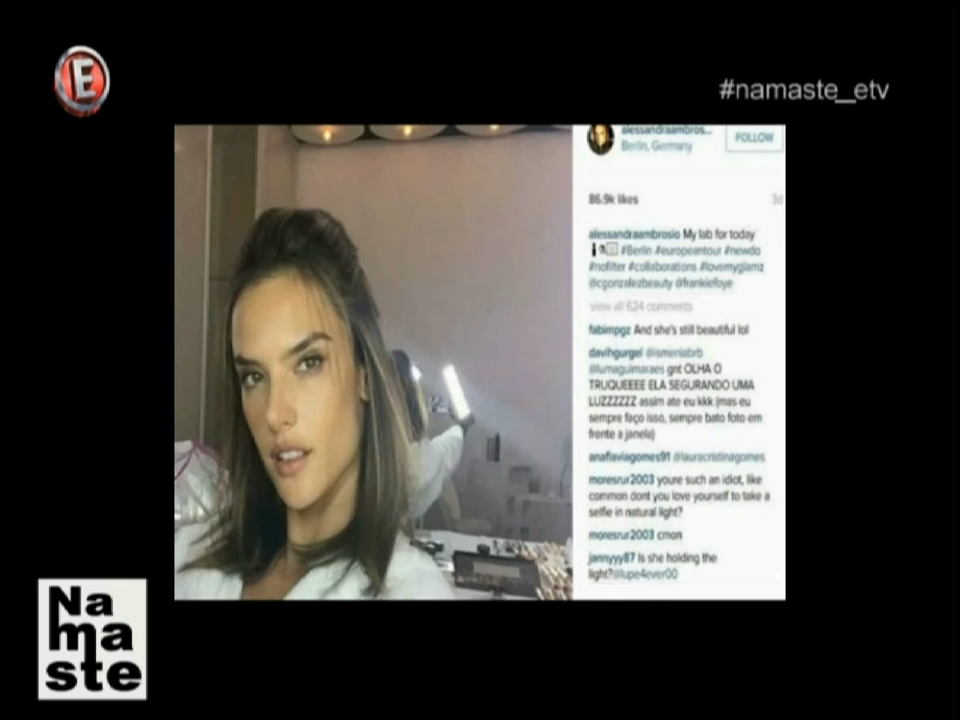 E
#namaste_etv
alessandraambros...
Berlin, Germany
FOLLOW
86.9k likes
3d
alessandraambrosio My lab for today
#Berlin #europeantour #newdo
#nofilter #collaborations #lovemyglamz
@cgonzalezbeauty @frankiefoye
view all 624 comments
fabimpgz And she's still beautiful lol
davihgurgel @ismeniabrb
@lumaguimaraes gnt OLHA O
TRUQUEEEE ELA SEGURANDO UMA
LUZZZZZZ assim ate eu kkk (mas eu
sempre faço isso, sempre bato foto em
frente a janela)
anaflaviagomes91 @lauracristinagomes
moresrur2003 youre such an idiot, like
common dont you love yourself to take a
selfie in natural light?
moresrur2003 cmon
jannyyy87 Is she holding the
light?@lupe4ever00
Na
ma
ste